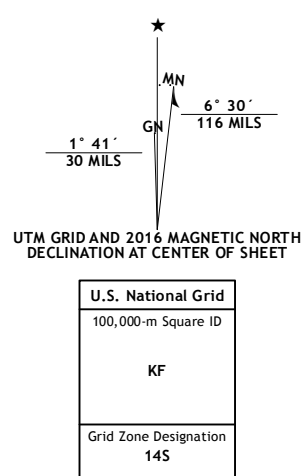 ★
MN
6° 30´
116 MILS
GN
1° 41´
30 MILS
UTM GRID AND 2016 MAGNETIC NORTH
DECLINATION AT CENTER OF SHEET
U.S. National Grid
100,000-m Square ID
KF
Grid Zone Designation
14S